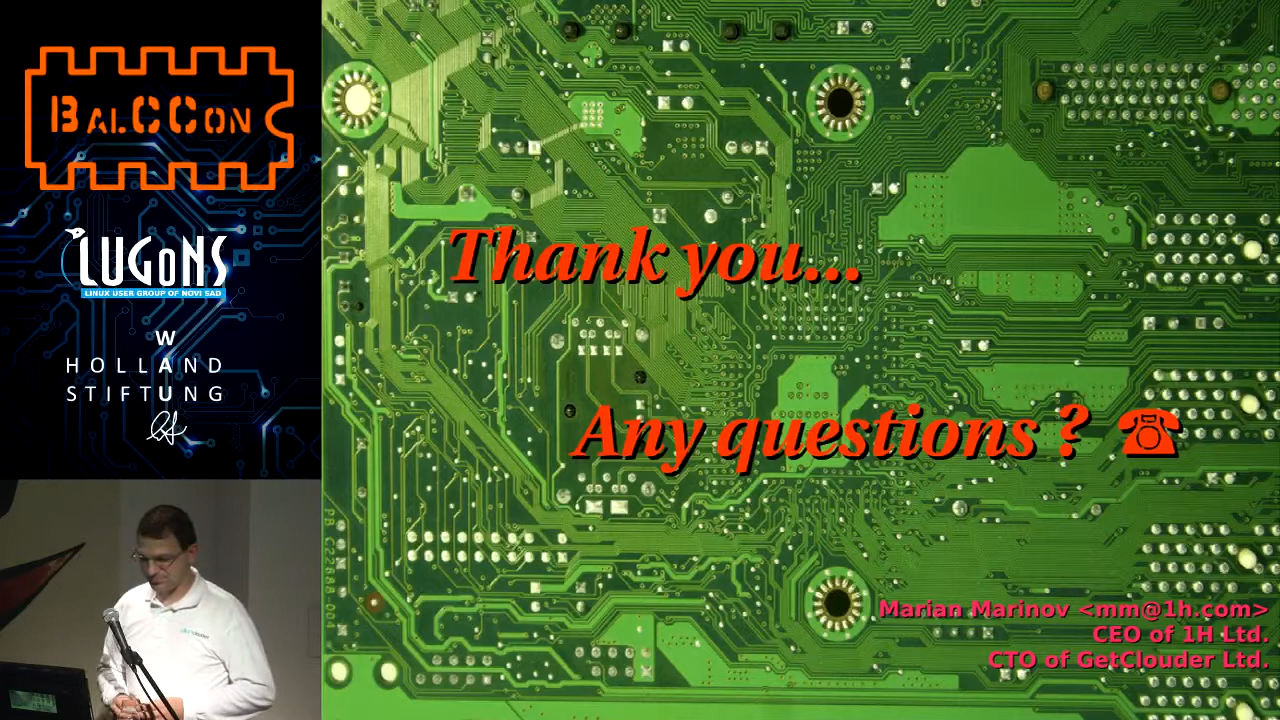 BALCCON
LUGoNS
LINUX USER GROUP OF NOVI SAD
W
HOLLAND
U
STIFTUNG
Thank you...
Any questions ? ☎
Marian Marinov <mm@1h.com>
CEO of 1H Ltd.
CTO of GetClouder Ltd.